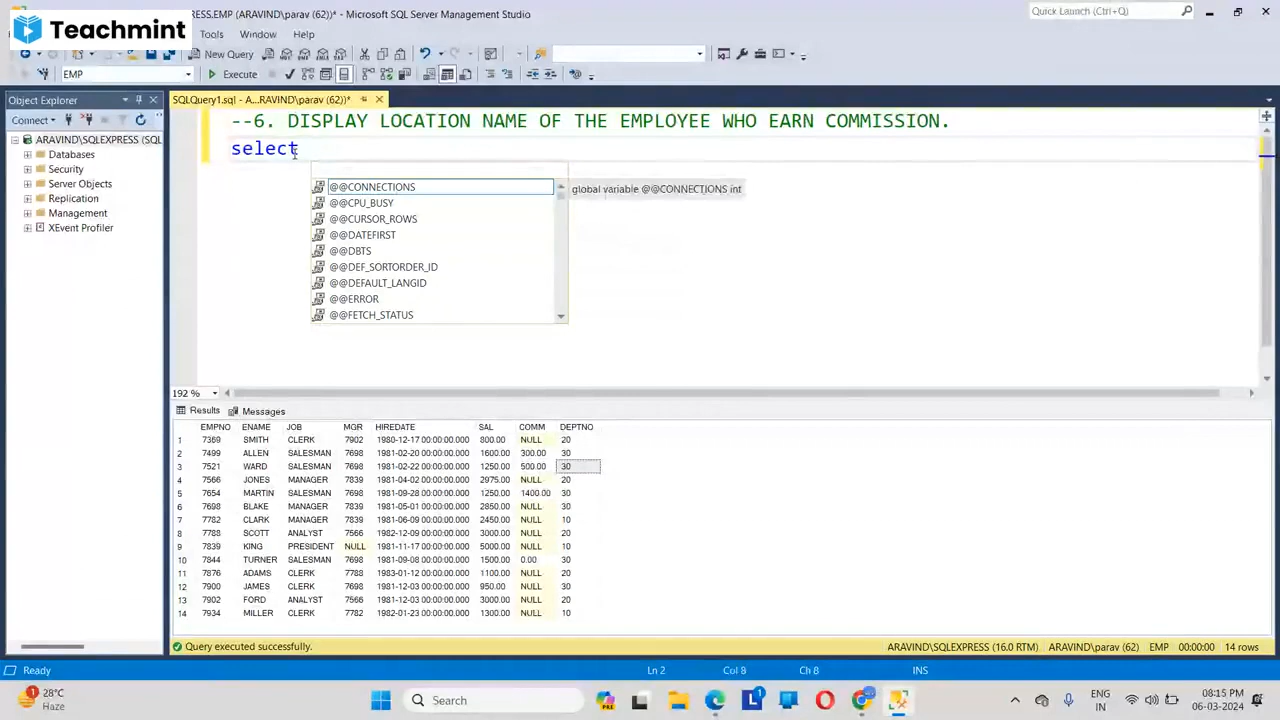 Teachmint
PRESS.EMP (ARAVIND\parav (62))* - Microsoft SQL Server Management Studio
Quick Launch (Ctrl+Q)
Tools Window Help
New Query
EMP Execute
Object Explorer
SQLQuery1.sql - A...RAVIND\parav (62))*
Connect
ARAVIND\SQLEXPRESS (SQL
Databases
Security
Server Objects
Replication
Management
XEvent Profiler
--6. DISPLAY LOCATION NAME OF THE EMPLOYEE WHO EARN COMMISSION.
select
@@CONNECTIONS
global variable @@CONNECTIONS int
@@CPU_BUSY
@@CURSOR_ROWS
@@DATEFIRST
@@DBTS
@@DEF_SORTORDER_ID
@@DEFAULT_LANGID
@@ERROR
@@FETCH_STATUS
192 %
Results Messages
EMPNO ENAME JOB MGR HIREDATE SAL COMM DEPTNO
1 7369 SMITH CLERK 7902 1980-12-17 00:00:00.000 800.00 NULL 20
2 7499 ALLEN SALESMAN 7698 1981-02-20 00:00:00.000 1600.00 300.00 30
3 7521 WARD SALESMAN 7698 1981-02-22 00:00:00.000 1250.00 500.00 30
4 7566 JONES MANAGER 7839 1981-04-02 00:00:00.000 2975.00 NULL 20
5 7654 MARTIN SALESMAN 7698 1981-09-28 00:00:00.000 1250.00 1400.00 30
6 7698 BLAKE MANAGER 7839 1981-05-01 00:00:00.000 2850.00 NULL 30
7 7782 CLARK MANAGER 7839 1981-06-09 00:00:00.000 2450.00 NULL 10
8 7788 SCOTT ANALYST 7566 1982-12-09 00:00:00.000 3000.00 NULL 20
9 7839 KING PRESIDENT NULL 1981-11-17 00:00:00.000 5000.00 NULL 10
10 7844 TURNER SALESMAN 7698 1981-09-08 00:00:00.000 1500.00 0.00 30
11 7876 ADAMS CLERK 7788 1983-01-12 00:00:00.000 1100.00 NULL 20
12 7900 JAMES CLERK 7698 1981-12-03 00:00:00.000 950.00 NULL 30
13 7902 FORD ANALYST 7566 1981-12-03 00:00:00.000 3000.00 NULL 20
14 7934 MILLER CLERK 7782 1982-01-23 00:00:00.000 1300.00 NULL 10
Query executed successfully. ARAVIND\SQLEXPRESS (16.0 RTM) ARAVIND\parav (62) EMP 00:00:00 14 rows
Ready Ln 2 Col 8 Ch 8 INS
28°C
Haze
Search
ENG
IN
08:15 PM
06-03-2024